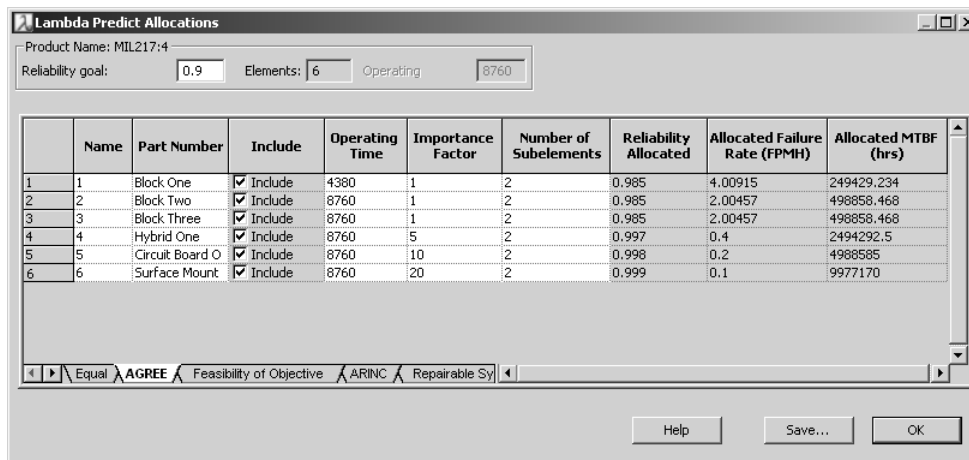 Lambda Predict Allocations
Product Name: MIL217:4
Reliability goal: 0.9 Elements: 6 Operating 8760
Name Part Number Include Operating Time Importance Factor Number of Subelements Reliability Allocated Allocated Failure Rate (FPMH) Allocated MTBF (hrs)
1 1 Block One Include 4380 1 2 0.985 4.00915 249429.234
2 2 Block Two Include 8760 1 2 0.985 2.00457 498858.468
3 3 Block Three Include 8760 1 2 0.985 2.00457 498858.468
4 4 Hybrid One Include 8760 5 2 0.997 0.4 2494292.5
5 5 Circuit Board O Include 8760 10 2 0.998 0.2 4988585
6 6 Surface Mount Include 8760 20 2 0.999 0.1 9977170
Equal AGREE Feasibility of Objective ARINC Repairable Sy
Help Save... OK